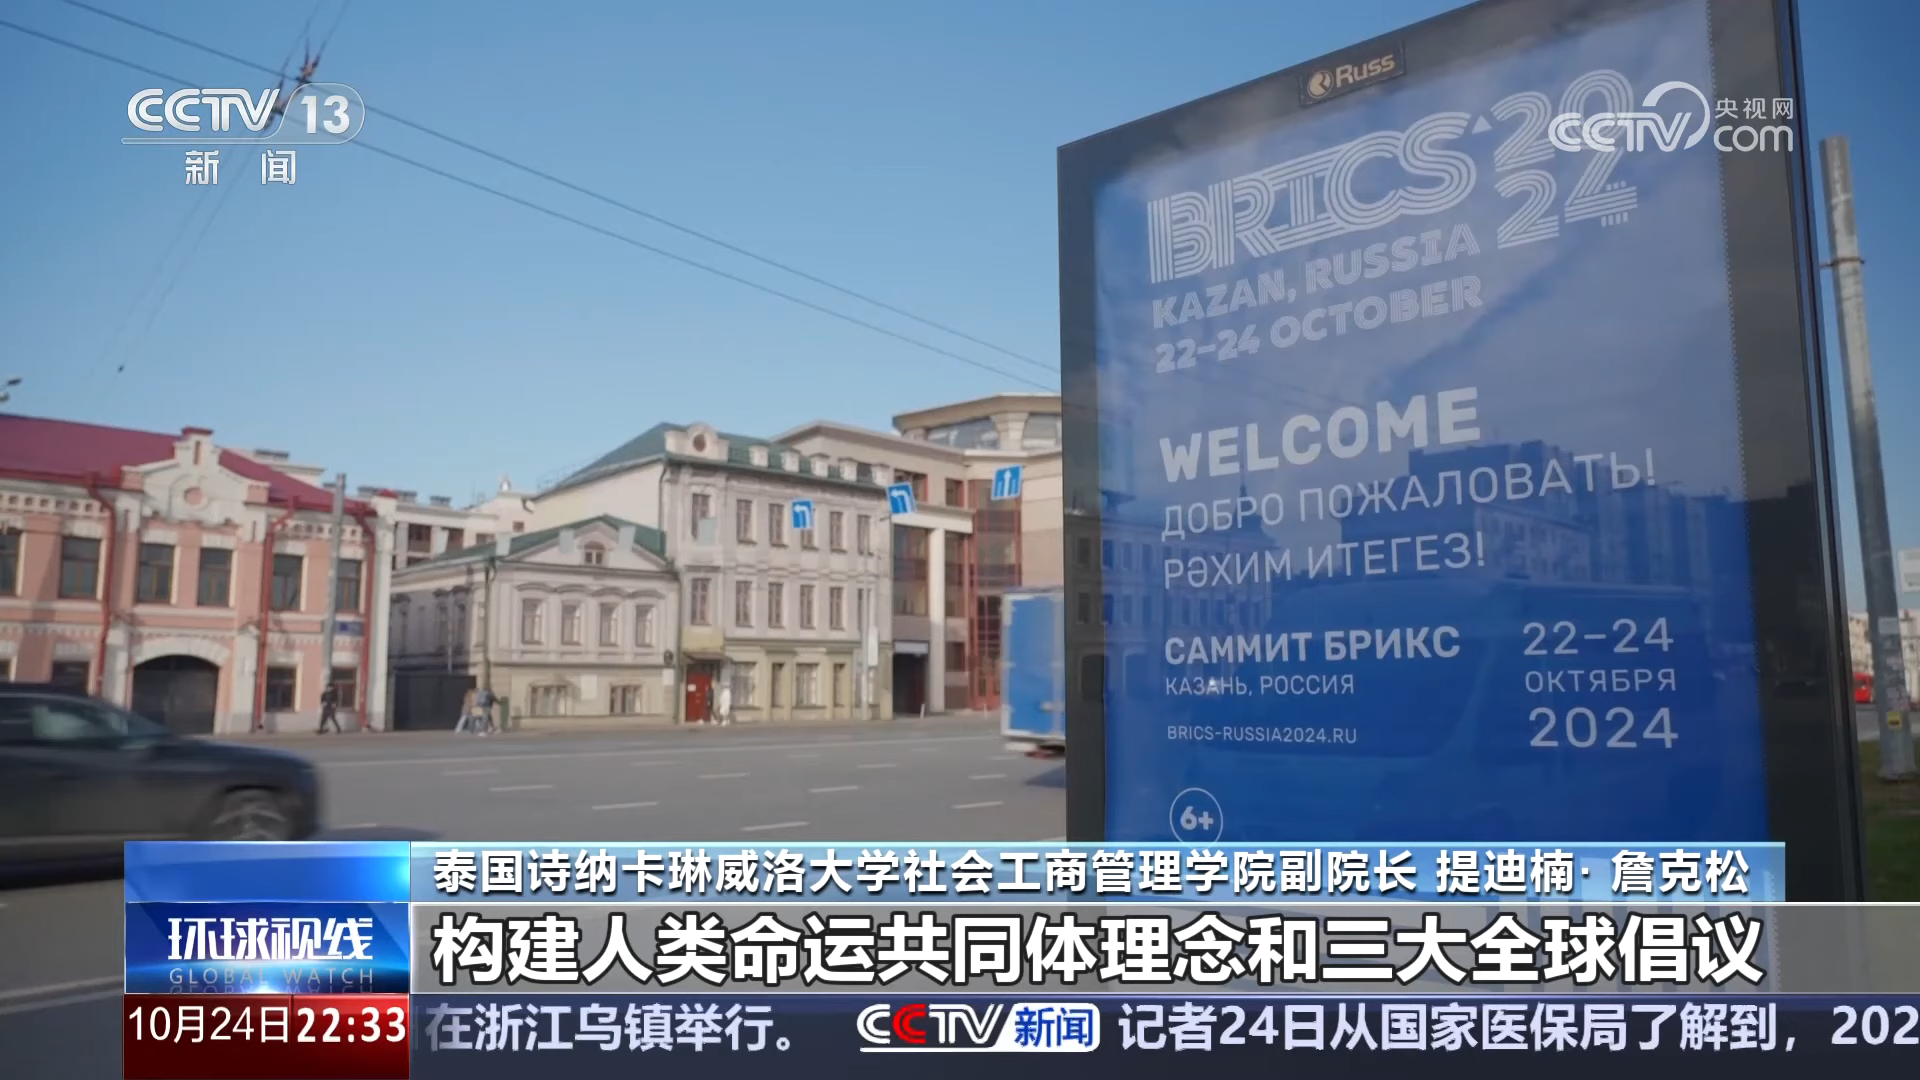 CCTV 13
新闻
央视网
CCTV com
Russ
BRICS 2024
KAZAN, RUSSIA
22-24 OCTOBER
WELCOME
ДОБРО ПОЖАЛОВАТЬ!
РӘХИМ ИТЕГЕЗ!
САММИТ БРИКС
КАЗАНЬ, РОССИЯ
BRICS-RUSSIA2024.RU
22-24
ОКТЯБРЯ
2024
6+
泰国诗纳卡琳威洛大学社会工商管理学院副院长 提迪楠·詹克松
环球视线
GLOBAL WATCH
构建人类命运共同体理念和三大全球倡议
10月24日22:33
在浙江乌镇举行。 CCTV新闻 记者24日从国家医保局了解到，202